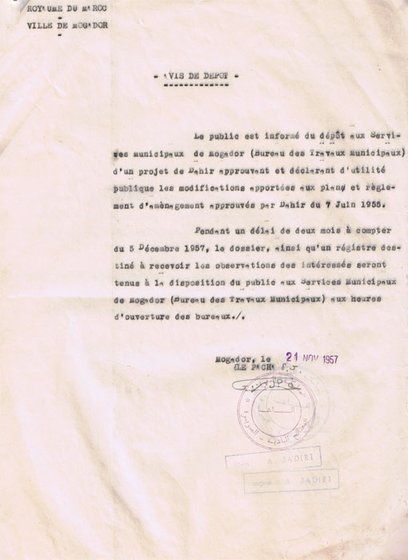 ROYAUME DU MAROC
-
VILLE DE MOGADOR
-
- AVIS DE DEPOT -
-------------
Le public est informé du dépôt aux Servi-
ces Municipaux de Mogador (Bureau des Travaux Municipaux)
d'un projet de Dahir approuvant et déclarant d'utilité
publique les modifications apportées aux plans et règle-
ment d'aménagement approuvés par Dahir du 7 Juin 1955.
Pendant un délai de deux mois à compter
du 5 Décembre 1957, le dossier, ainsi qu'un régistre des-
tiné à recevoir les observations des intéressés seront
tenus à la disposition du public aux Services Municipaux
de Mogador (Bureau des Travaux Municipaux) aux heures
d'ouverture des bureaux./.
Mogador, le 21 NOV 1957
LE PACHA